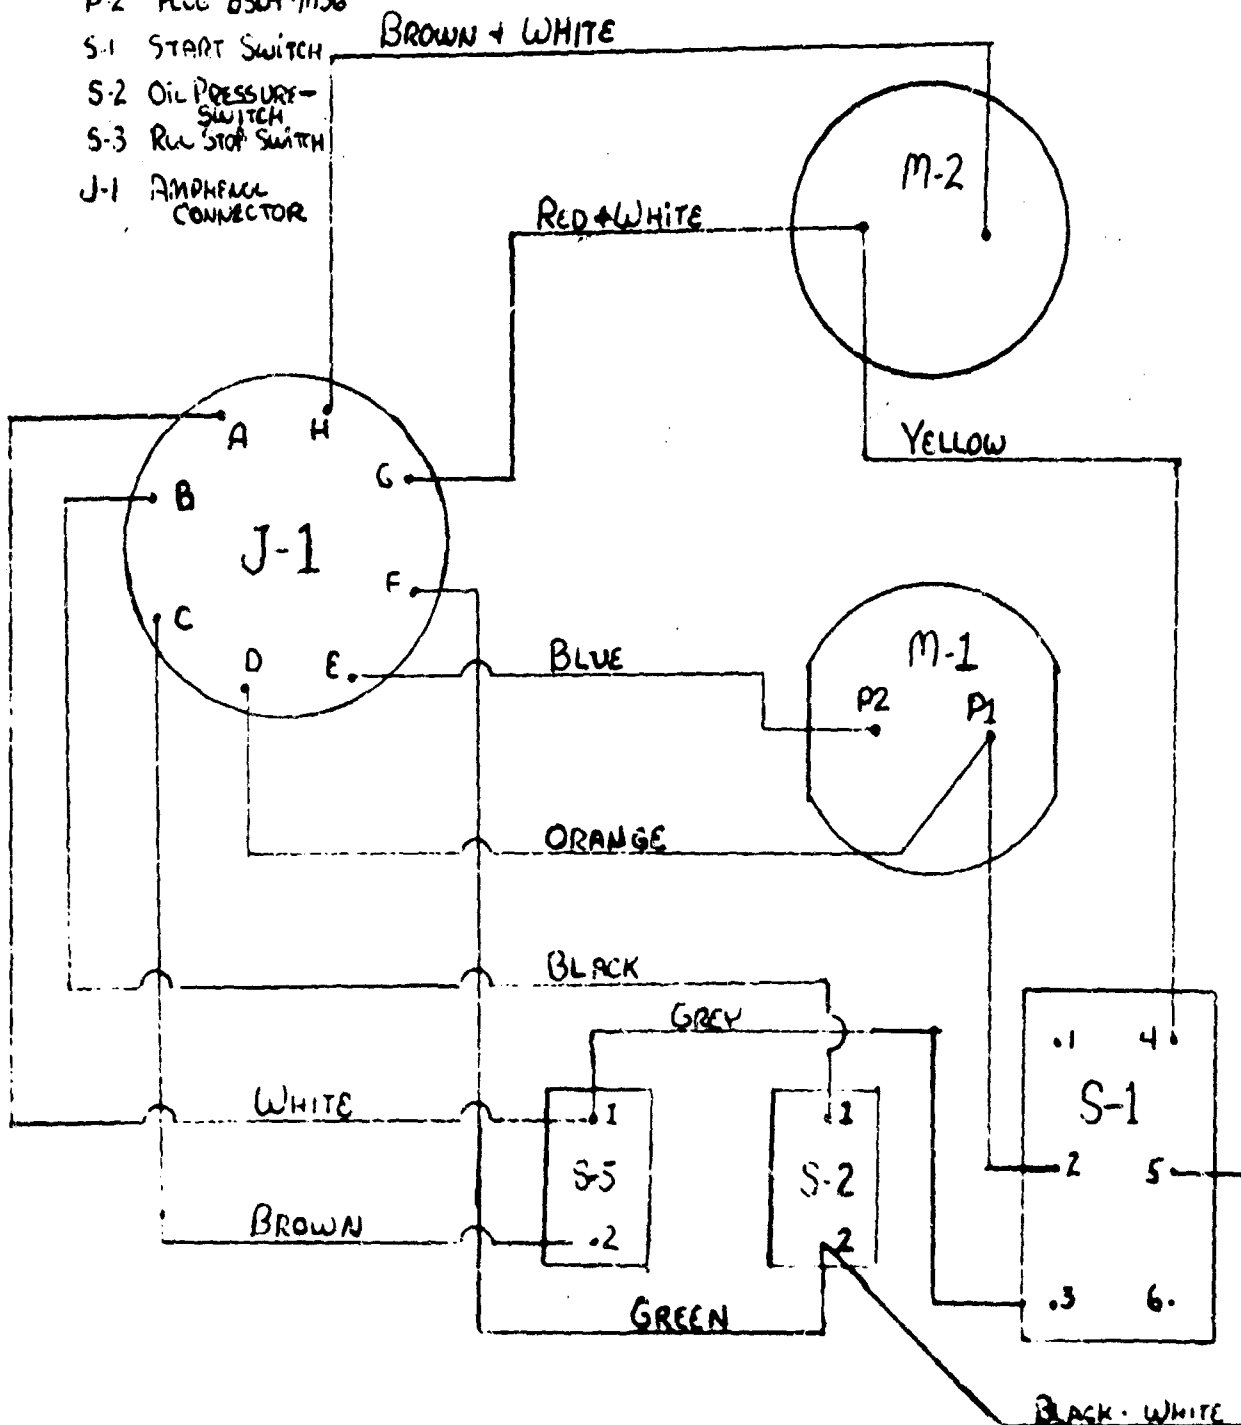 S-1 START SWITCH
S-2 OIL PRESSURE-
SWITCH
S-3 STOP SWITCH
J-1 AMPHENOL
CONNECTOR
BROWN + WHITE
M-2
RED + WHITE
YELLOW
A
H
G
B
J-1
F
C
D
E
BLUE
M-1
P2
P1
ORANGE
BLACK
GREY
.1
4
S-1
WHITE
1
1
S-5
S-2
2
5
BROWN
.2
2
.3
6.
GREEN
BLACK - WHITE